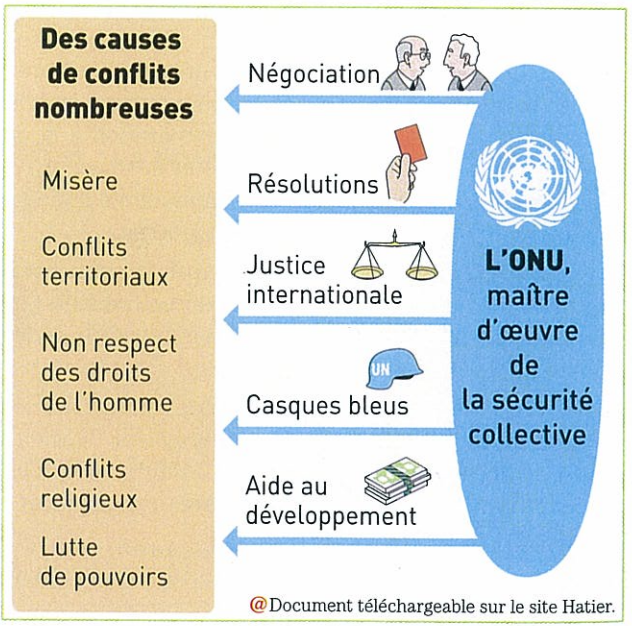 Des causes
de conflits
nombreuses
Misère
Conflits
territoriaux
Non respect
des droits
de l'homme
Conflits
religieux
Lutte
de pouvoirs
Négociation
Résolutions
Justice
internationale
UN
Casques bleus
Aide au
développement
L'ONU,
maître
d'œuvre
de
la sécurité
collective
@Document téléchargeable sur le site Hatier.